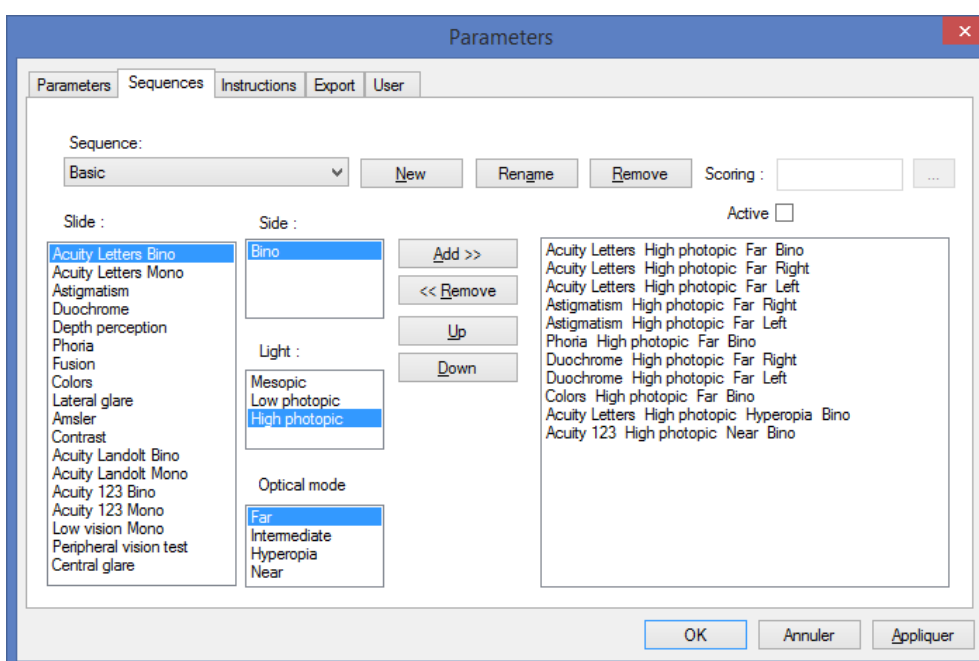 Parameters
Parameters Sequences Instructions Export User
Sequence:
Basic New Rename Remove Scoring : ...
Active
Slide :
Acuity Letters Bino
Acuity Letters Mono
Astigmatism
Duochrome
Depth perception
Phoria
Fusion
Colors
Lateral glare
Amsler
Contrast
Acuity Landolt Bino
Acuity Landolt Mono
Acuity 123 Bino
Acuity 123 Mono
Low vision Mono
Peripheral vision test
Central glare
Side :
Bino
Light :
Mesopic
Low photopic
High photopic
Optical mode
Far
Intermediate
Hyperopia
Near
Add >>
<< Remove
Up
Down
Acuity Letters High photopic Far Bino
Acuity Letters High photopic Far Right
Acuity Letters High photopic Far Left
Astigmatism High photopic Far Right
Astigmatism High photopic Far Left
Phoria High photopic Far Bino
Duochrome High photopic Far Right
Duochrome High photopic Far Left
Colors High photopic Far Bino
Acuity Letters High photopic Hyperopia Bino
Acuity 123 High photopic Near Bino
OK Annuler Appliquer